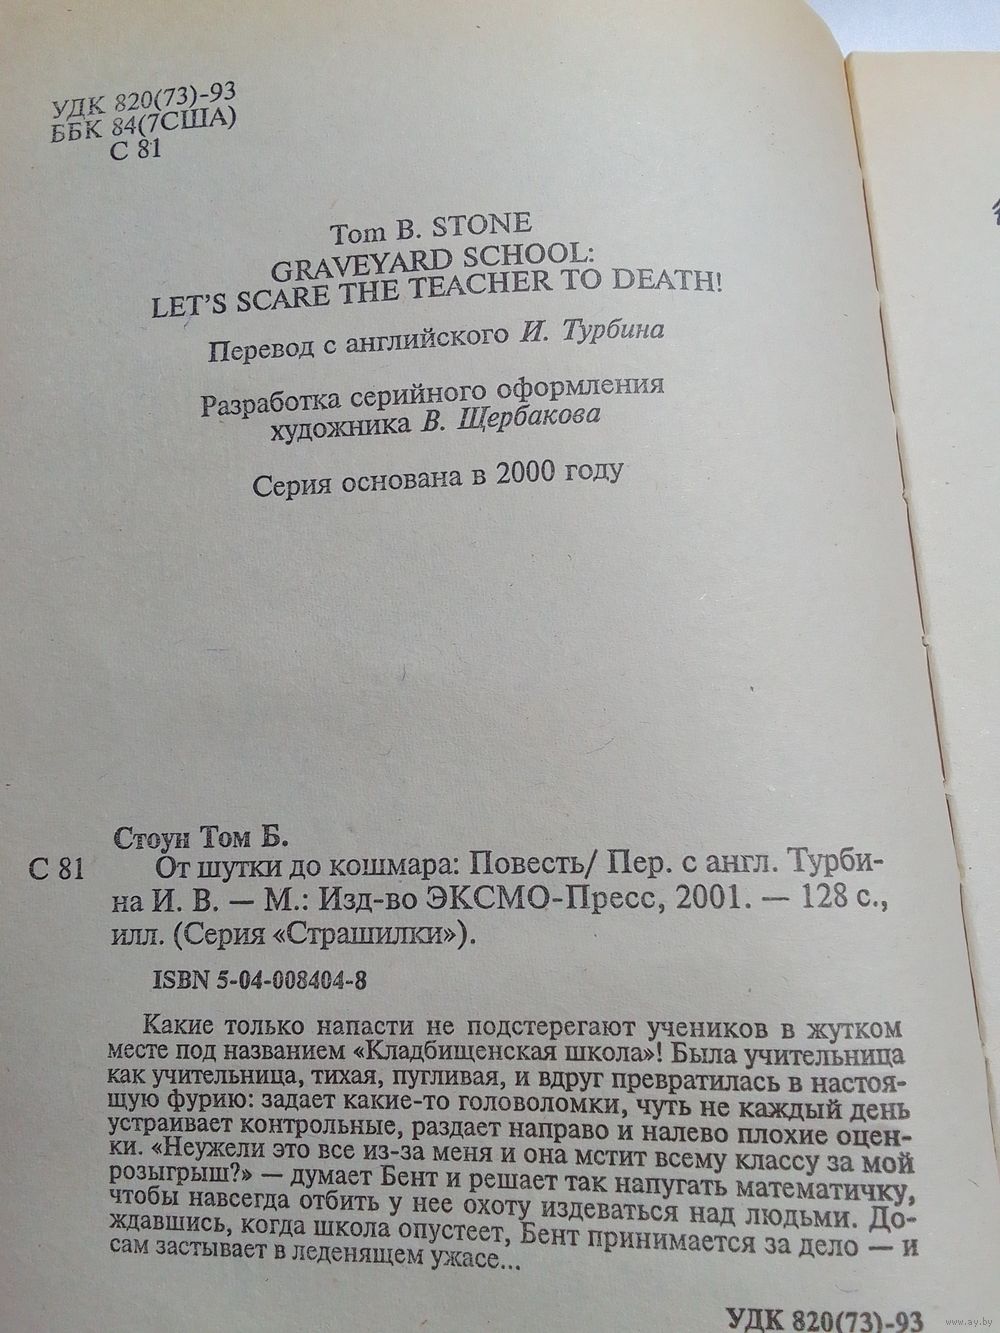 УДК 820(73)-93
ББК 84(7США)
С 81
Tom B. STONE
GRAVEYARD SCHOOL:
LET'S SCARE THE TEACHER TO DEATH!
Перевод с английского И. Турбина
Разработка серийного оформления
художника В. Щербакова
Серия основана в 2000 году
Стоун Том Б.
С 81 От шутки до кошмара: Повесть/ Пер. с англ. Турби-
на И. В. — М.: Изд-во ЭКСМО-Пресс, 2001. — 128 с.,
илл. (Серия «Страшилки»).
ISBN 5-04-008404-8
Какие только напасти не подстерегают учеников в жутком
месте под названием «Кладбищенская школа»! Была учительница
как учительница, тихая, пугливая, и вдруг превратилась в настоя-
щую фурию: задает какие-то головоломки, чуть не каждый день
устраивает контрольные, раздает направо и налево плохие оцен-
ки. «Неужели это все из-за меня и она мстит всему классу за мой
розыгрыш?» — думает Бент и решает так напугать математичку,
чтобы навсегда отбить у нее охоту издеваться над людьми. До-
ждавшись, когда школа опустеет, Бент принимается за дело — и
сам застывает в леденящем ужасе...
УДК 820(73)-93
www.ay.by